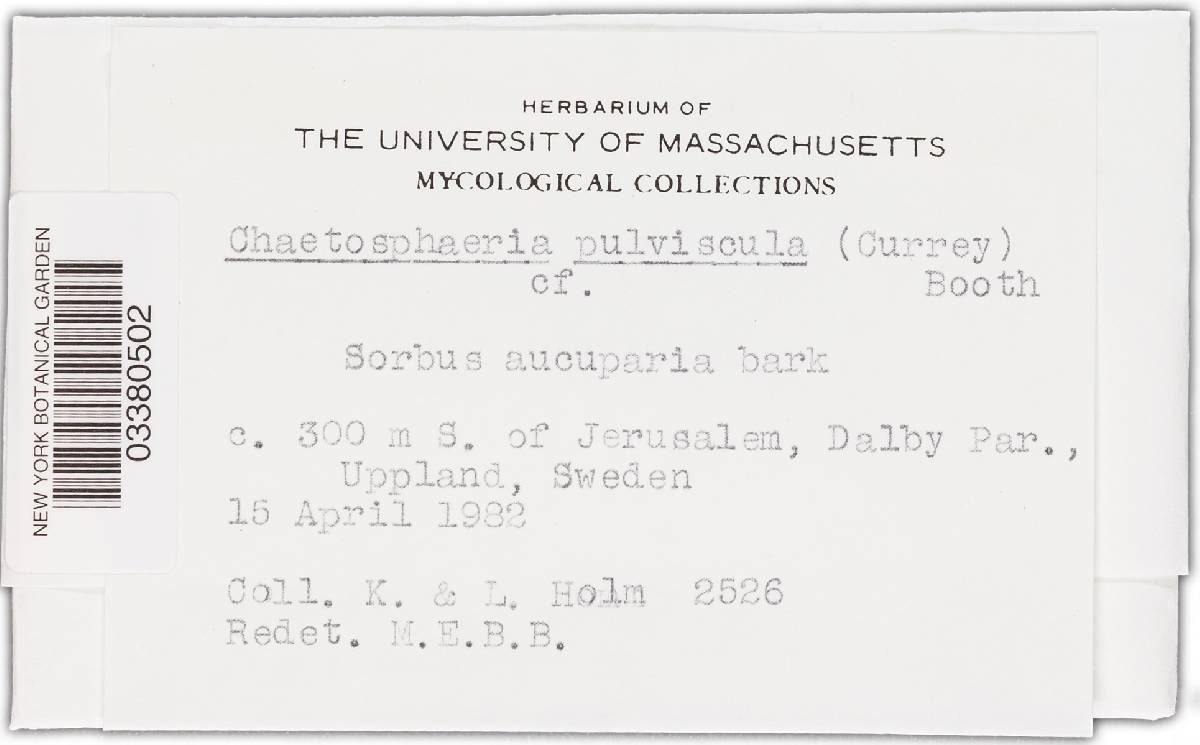 HERBARIUM OF
THE UNIVERSITY OF MASSACHUSETTS
MYCOLOGICAL COLLECTIONS
Chaetosphaeria pulviscula (Currey)
cf. Booth
Sorbus aucuparia bark
c. 300 m S. of Jerusalem, Dalby Par.,
Uppland, Sweden
15 April 1982
Coll. K. & L. Holm 2526
Redet. M.E.B.B.
NEW YORK BOTANICAL GARDEN
03380502